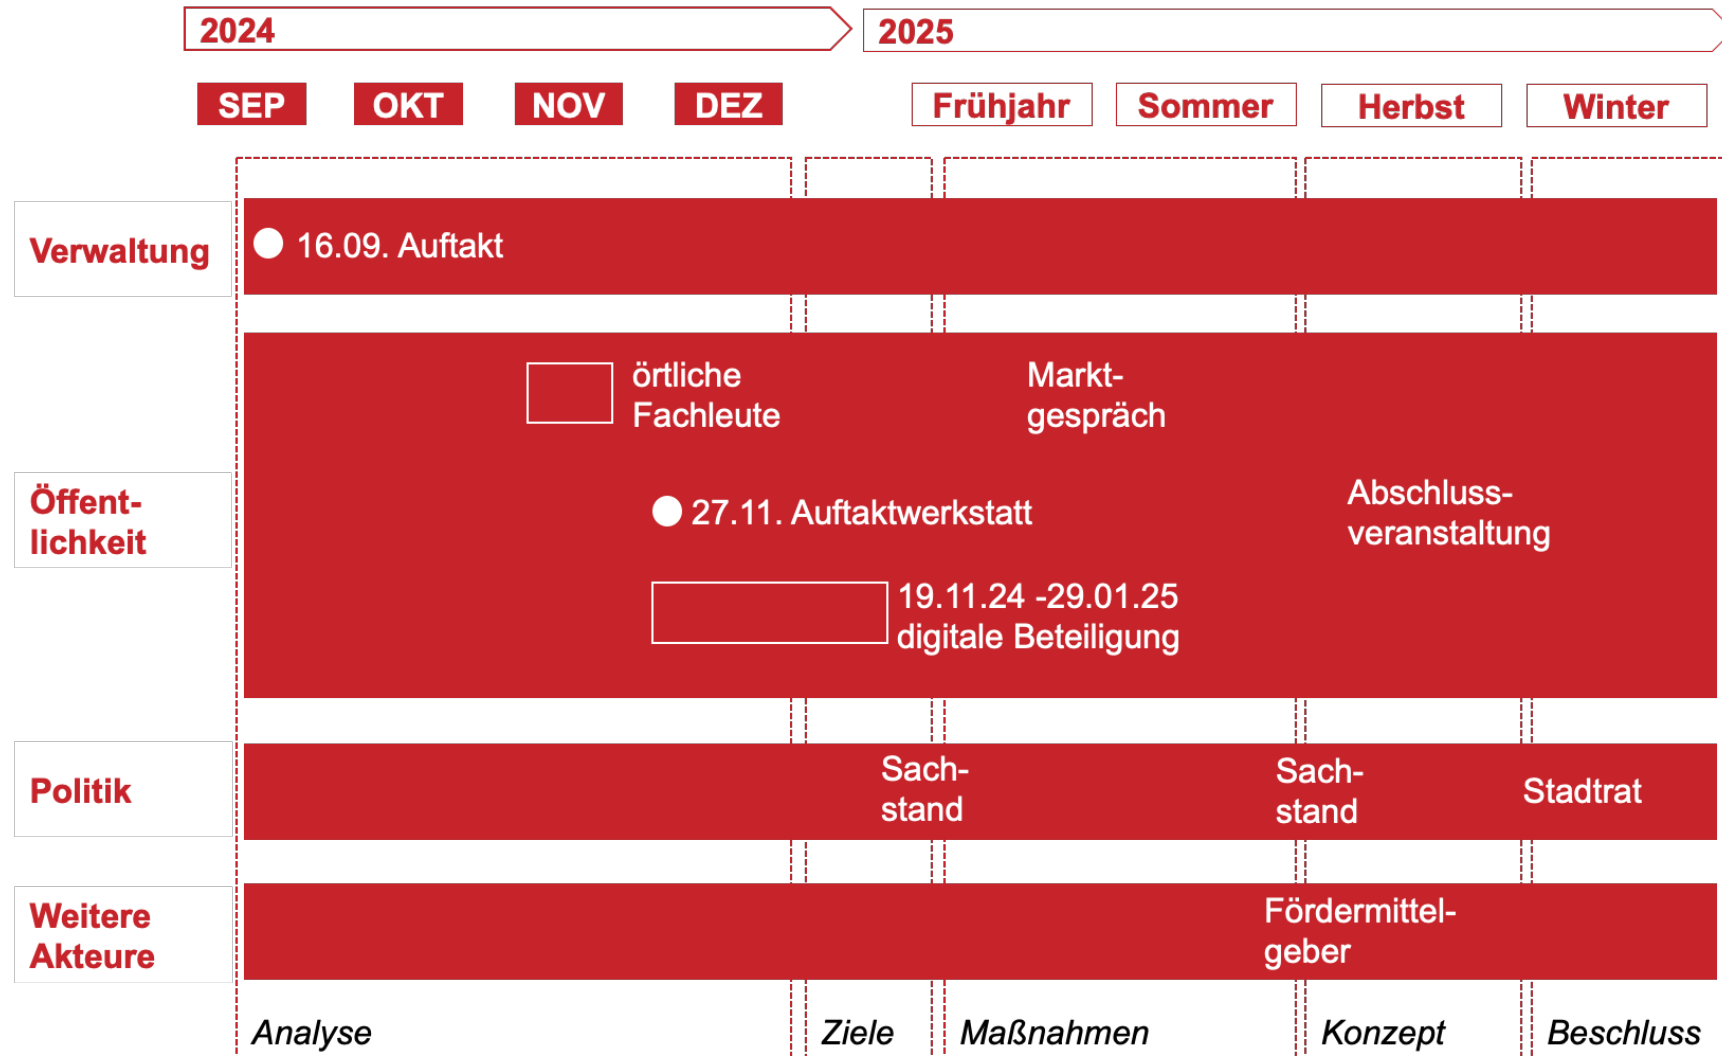 2024
2025
SEP
OKT
NOV
DEZ
Frühjahr
Sommer
Herbst
Winter
Verwaltung
16.09. Auftakt
Öffent-
lichkeit
örtliche
Fachleute
Markt-
gespräch
27.11. Auftaktwerkstatt
Abschluss-
veranstaltung
19.11.24 -29.01.25
digitale Beteiligung
Politik
Sach-
stand
Sach-
stand
Stadtrat
Weitere
Akteure
Fördermittel-
geber
Analyse
Ziele
Maßnahmen
Konzept
Beschluss